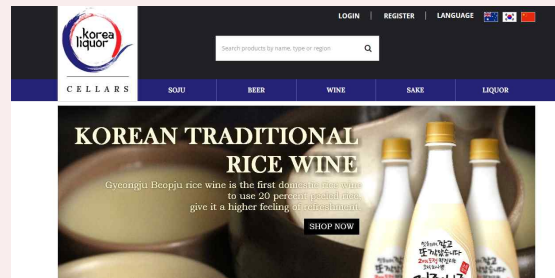 LOGIN | REGISTER | LANGUAGE
korea
liquor
CELLARS
Search products by name, type or region
SOJU BEER WINE SAKE LIQUOR
KOREAN TRADITIONAL
RICE WINE
Gyeongju Beopju rice wine is the first domestic rice wine
to use 20 percent peeled rice,
give it a higher feeling of refreshment.
SHOP NOW